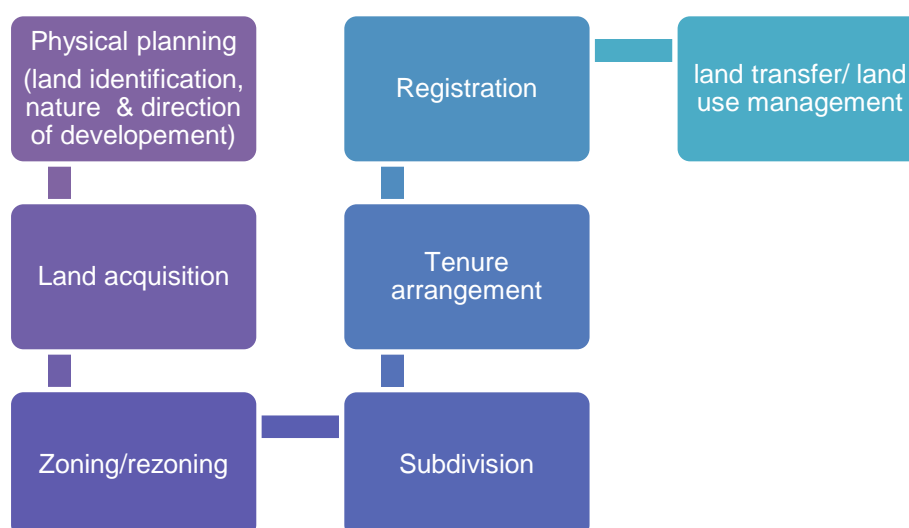 Physical planning
(land identification,
nature & direction
of developement)
Land acquisition
Zoning/rezoning
Subdivision
Tenure
arrangement
Registration
land transfer/ land
use management